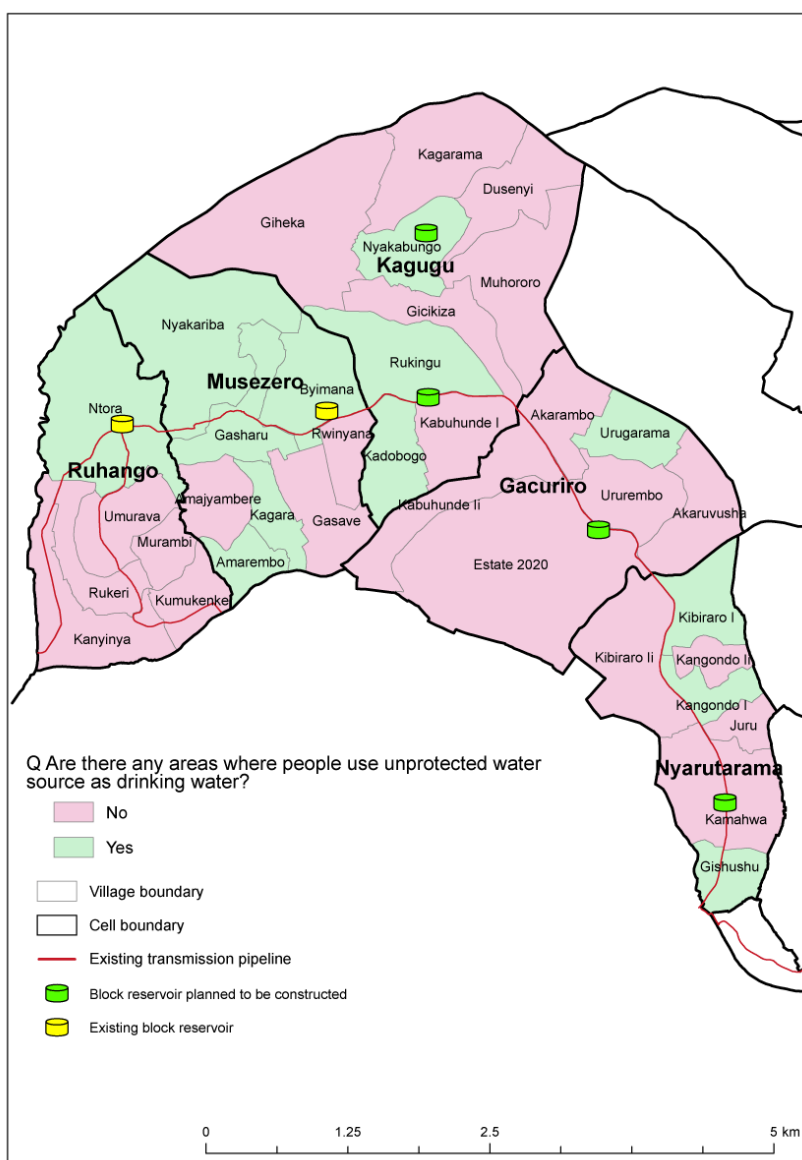 Kagarama
Dusenyi
Giheka
Nyakabungo
Kagugu
Muhororo
Gicikiza
Nyakariba
Rukingu
Musezero
Byimana
Ntora
Rwinyana
Kabuhunde I
Akarambo
Gasharu
Urugarama
Kadobogo
Ruhango
Gacuriro
Amajyambere
Ururembo
Kabuhunde Ii
Kagara
Umurava
Gasave
Akaruvusha
Murambi
Amarembo
Estate 2020
Rukeri
Kumukenke
Kibiraro I
Kanyinya
Kibiraro Ii
Kangondo Ii
Kangondo I
Juru
Nyarutarama
Kamahwa
Gishushu
Q Are there any areas where people use unprotected water
source as drinking water?
No
Yes
Village boundary
Cell boundary
Existing transmission pipeline
Block reservoir planned to be constructed
Existing block reservoir
0 1.25 2.5 5 km